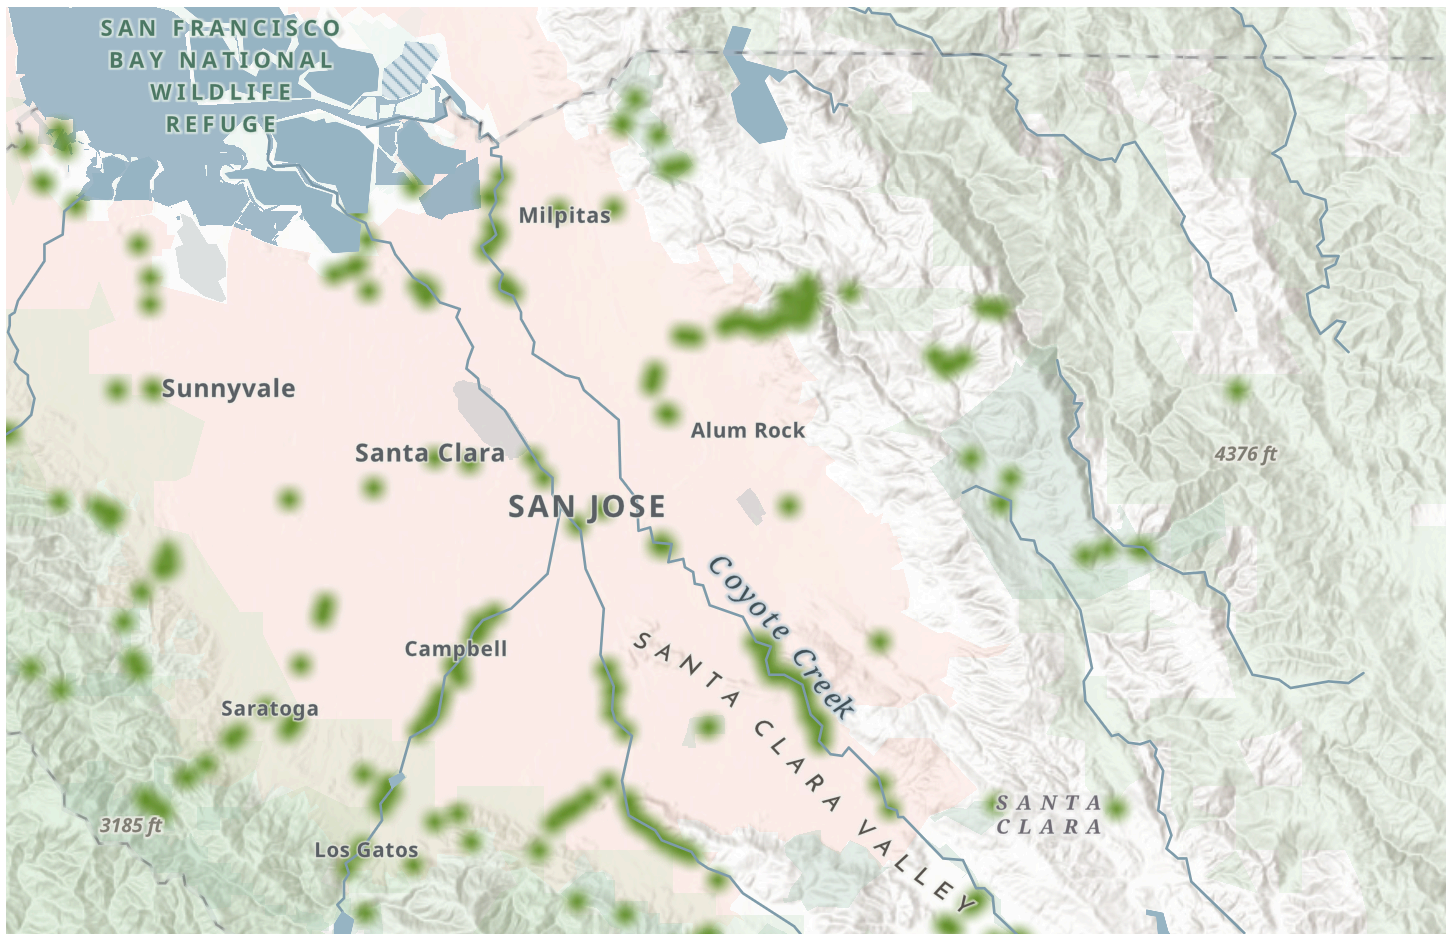 SAN FRANCISCO
BAY NATIONAL
WILDLIFE
REFUGE
Milpitas
Sunnyvale
Alum Rock
Santa Clara
4376 ft
SAN JOSE
Coyote Creek
SANTA CLARA VALLEY
Campbell
Saratoga
SANTA
CLARA
3185 ft
Los Gatos